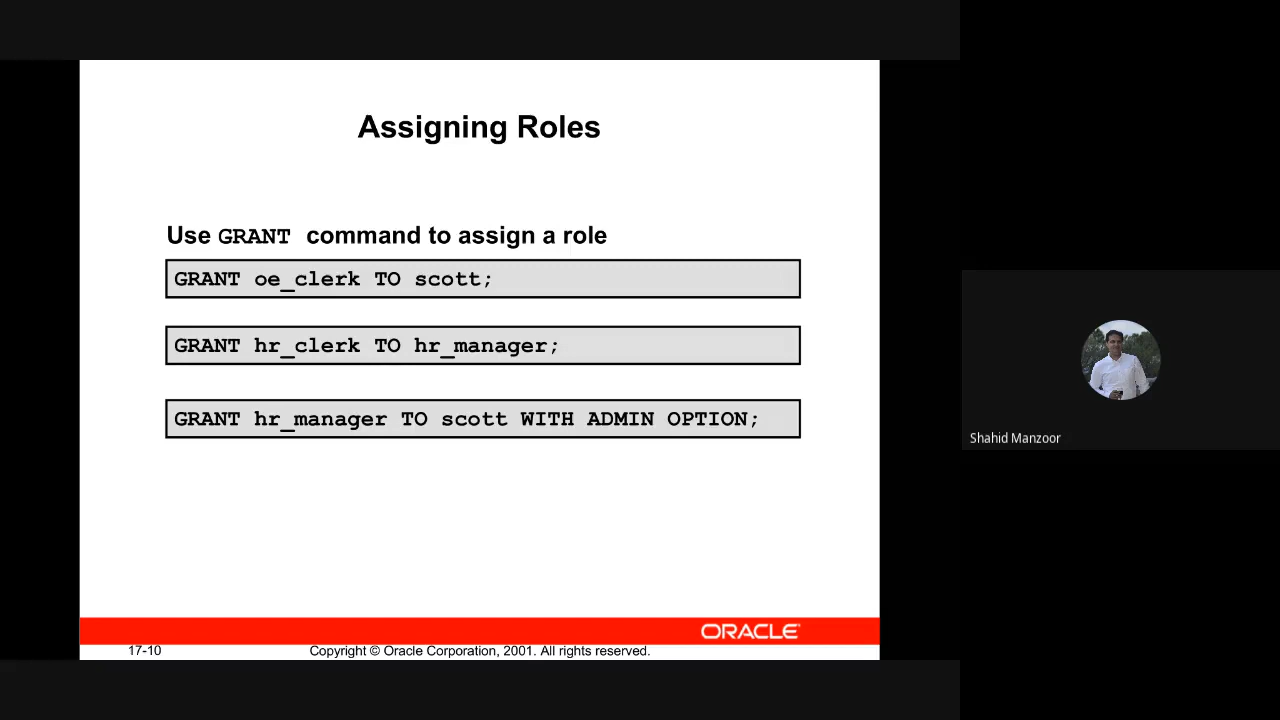 Assigning Roles
Use GRANT command to assign a role
GRANT oe_clerk TO scott;
GRANT hr_clerk TO hr_manager;
GRANT hr_manager TO scott WITH ADMIN OPTION;
ORACLE
17-10
Copyright © Oracle Corporation, 2001. All rights reserved.
Shahid Manzoor